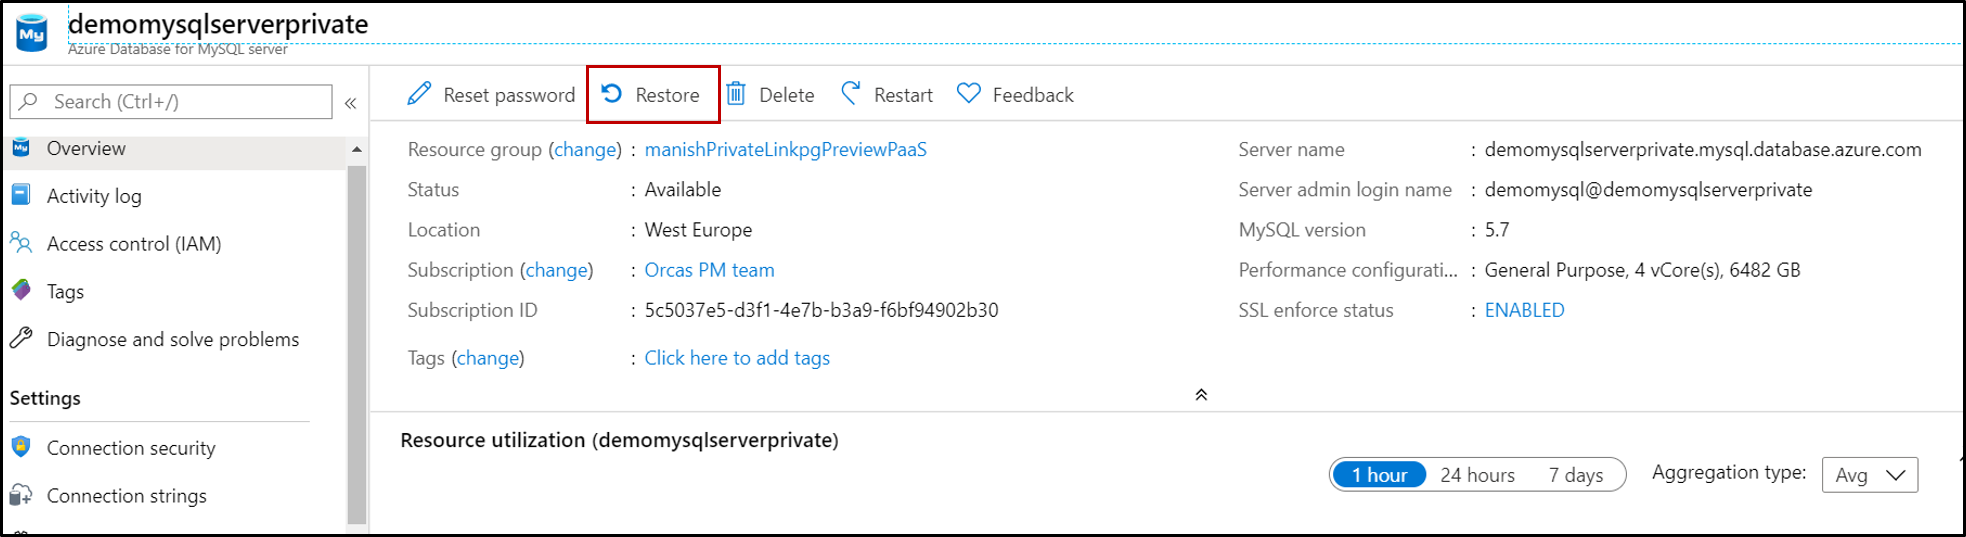 demomysqlserverprivate
Azure Database for MySQL server
Search (Ctrl+/)
«
Overview
Activity log
Access control (IAM)
Tags
Diagnose and solve problems
Settings
Connection security
Connection strings
Reset password Restore Delete Restart Feedback
Resource group (change) : manishPrivateLinkpgPreviewPaaS
Status : Available
Location : West Europe
Subscription (change) : Orcas PM team
Subscription ID : 5c5037e5-d3f1-4e7b-b3a9-f6bf94902b30
Tags (change) : Click here to add tags
Server name : demomysqlserverprivate.mysql.database.azure.com
Server admin login name : demomysql@demomysqlserverprivate
MySQL version : 5.7
Performance configurati... : General Purpose, 4 vCore(s), 6482 GB
SSL enforce status : ENABLED
Resource utilization (demomysqlserverprivate)
1 hour 24 hours 7 days Aggregation type: Avg